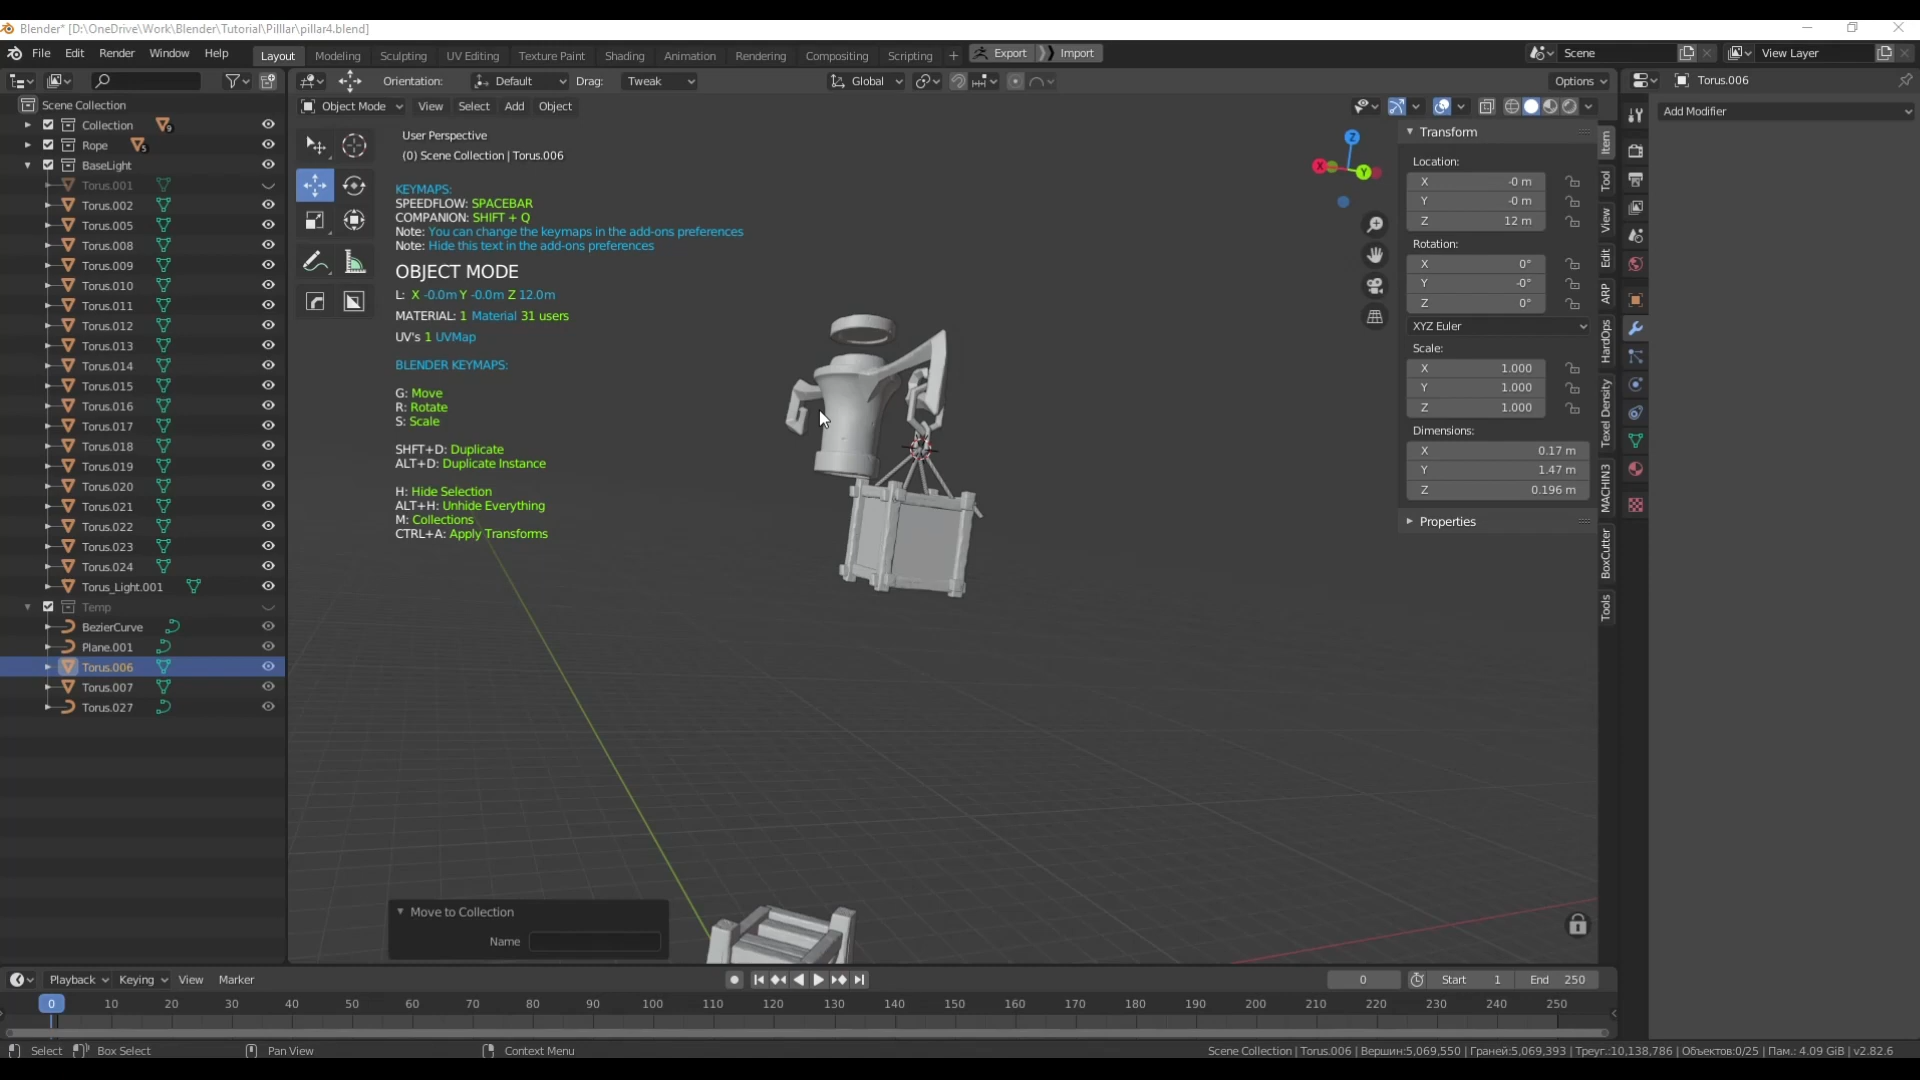 Blender* [D:\OneDrive\Work\Blender\Tutorial\Pilllar\pillar4.blend]
File Edit Render Window Help Layout Modeling Sculpting UV Editing Texture Paint Shading Animation Rendering Compositing Scripting + Export Import Scene View Layer
Orientation: Default Drag: Tweak Global Options Torus.006
Scene Collection
Object Mode View Select Add Object
Add Modifier
Collection 9
Rope 5
BaseLight
Torus.001
Torus.002
Torus.005
Torus.008
Torus.009
Torus.010
Torus.011
Torus.012
Torus.013
Torus.014
Torus.015
Torus.016
Torus.017
Torus.018
Torus.019
Torus.020
Torus.021
Torus.022
Torus.023
Torus.024
Torus_Light.001
Temp
BezierCurve
Plane.001
Torus.006
Torus.007
Torus.027
User Perspective
(0) Scene Collection | Torus.006
KEYMAPS:
SPEEDFLOW: SPACEBAR
COMPANION: SHIFT + Q
Note: You can change the keymaps in the add-ons preferences
Note: Hide this text in the add-ons preferences
OBJECT MODE
L: X -0.0m Y -0.0m Z 12.0m
MATERIAL: 1 Material 31 users
UV's 1 UVMap
BLENDER KEYMAPS:
G: Move
R: Rotate
S: Scale
SHFT+D: Duplicate
ALT+D: Duplicate Instance
H: Hide Selection
ALT+H: Unhide Everything
M: Collections
CTRL+A: Apply Transforms
Z
X
Y
Transform
Location:
X -0 m
Y -0 m
Z 12 m
Rotation:
X 0°
Y -0°
Z 0°
XYZ Euler
Scale:
X 1.000
Y 1.000
Z 1.000
Dimensions:
X 0.17 m
Y 1.47 m
Z 0.196 m
Properties
Item
Tool
View
Edit
ARP
HardOps
Texel Density
MACHIN3
BoxCutter
Tools
Move to Collection
Name
Playback Keying View Marker 0 Start 1 End 250
0 10 20 30 40 50 60 70 80 90 100 110 120 130 140 150 160 170 180 190 200 210 220 230 240 250
Select Box Select Pan View Context Menu Scene Collection | Torus.006 | Вершин:5,069,550 | Граней:5,069,393 | Треуг.:10,138,786 | Объектов:0/25 | Пам.: 4.09 GiB | v2.82.6